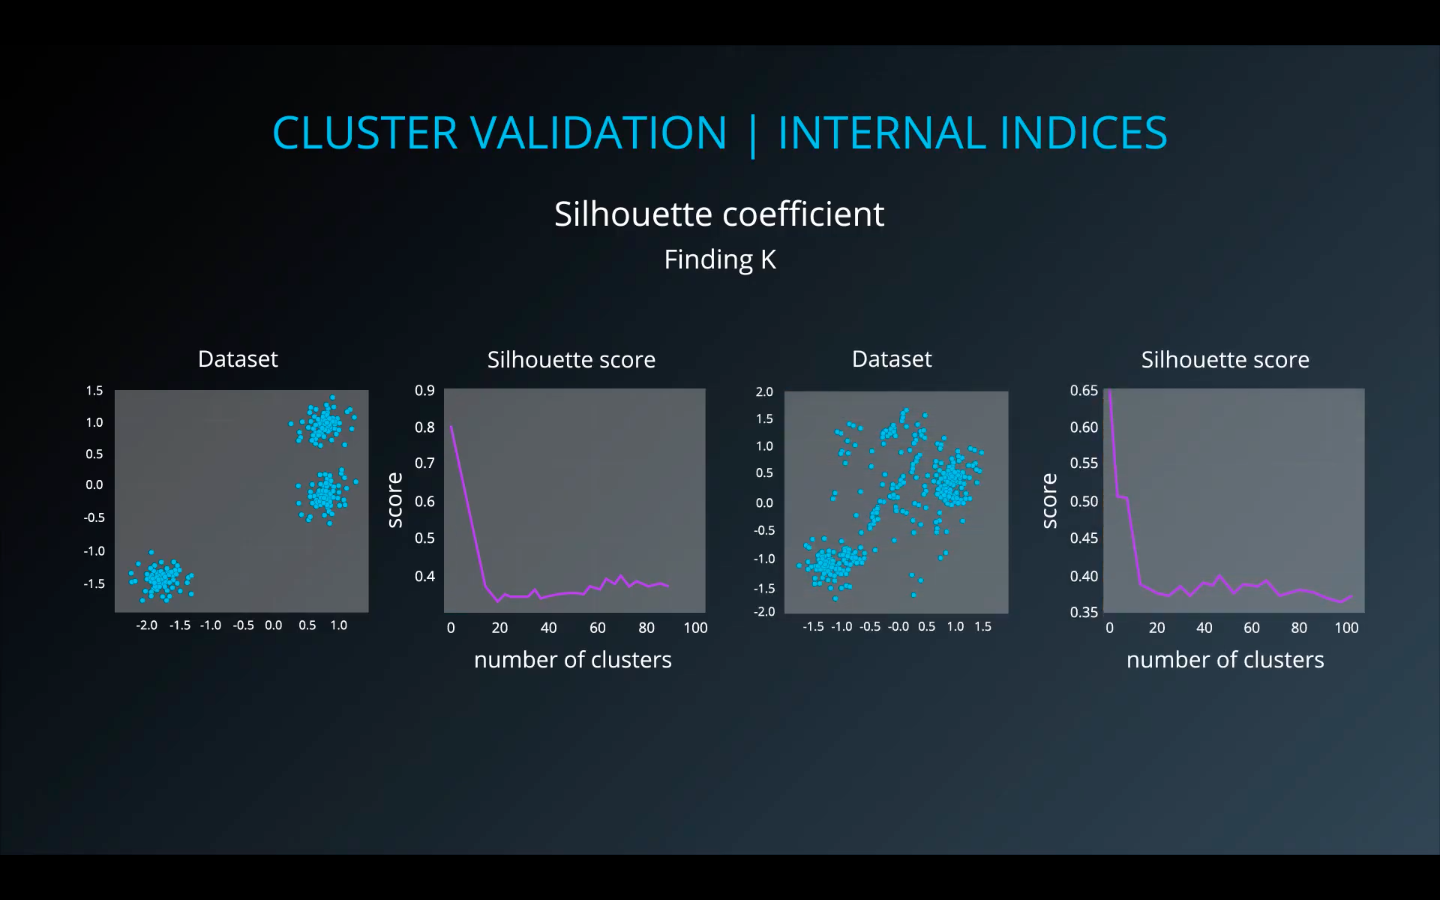 CLUSTER VALIDATION | INTERNAL INDICES
Silhouette coefficient
Finding K
Dataset
1.5
1.0
0.5
0.0
-0.5
-1.0
-1.5
-2.0 -1.5 -1.0 -0.5 0.0 0.5 1.0
Silhouette score
score
0.9
0.8
0.7
0.6
0.5
0.4
0 20 40 60 80 100
number of clusters
Dataset
2.0
1.5
1.0
0.5
0.0
-0.5
-1.0
-1.5
-2.0
-1.5 -1.0 -0.5 -0.0 0.5 1.0 1.5
Silhouette score
score
0.65
0.60
0.55
0.50
0.45
0.40
0.35
0 20 40 60 80 100
number of clusters